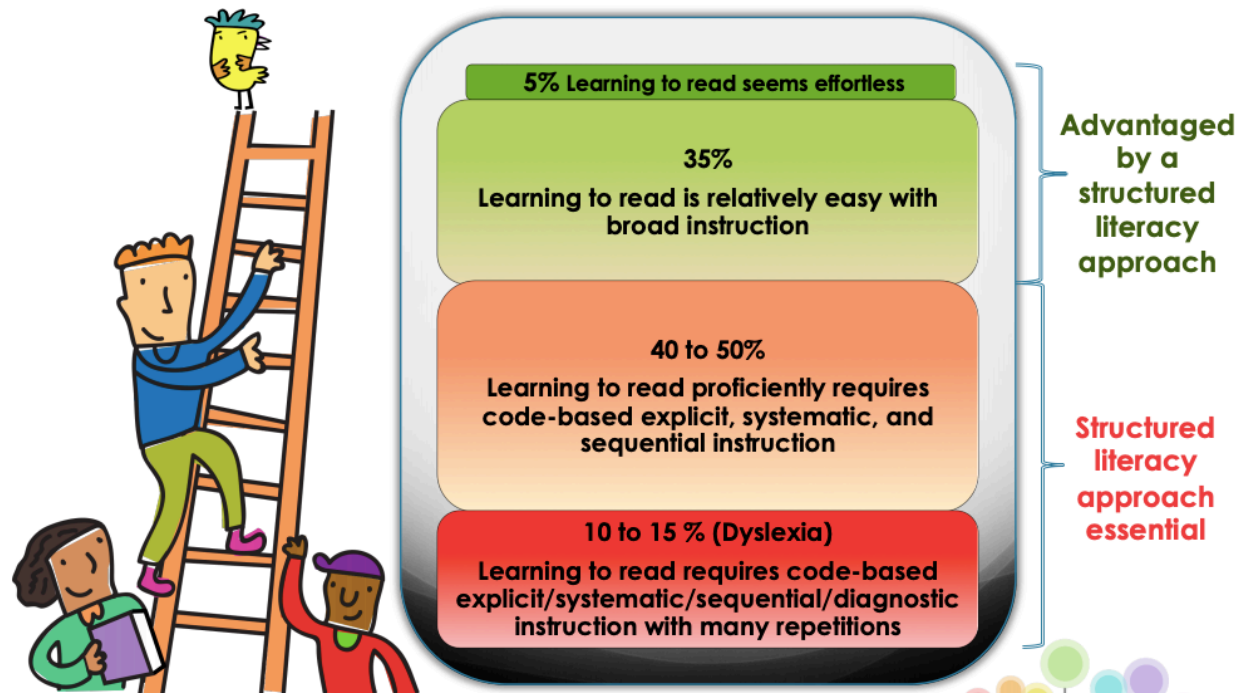 5% Learning to read seems effortless
35%
Learning to read is relatively easy with
broad instruction
Advantaged
by a
structured
literacy
approach
40 to 50%
Learning to read proficiently requires
code-based explicit, systematic, and
sequential instruction
10 to 15 % (Dyslexia)
Learning to read requires code-based
explicit/systematic/sequential/diagnostic
instruction with many repetitions
Structured
literacy
approach
essential